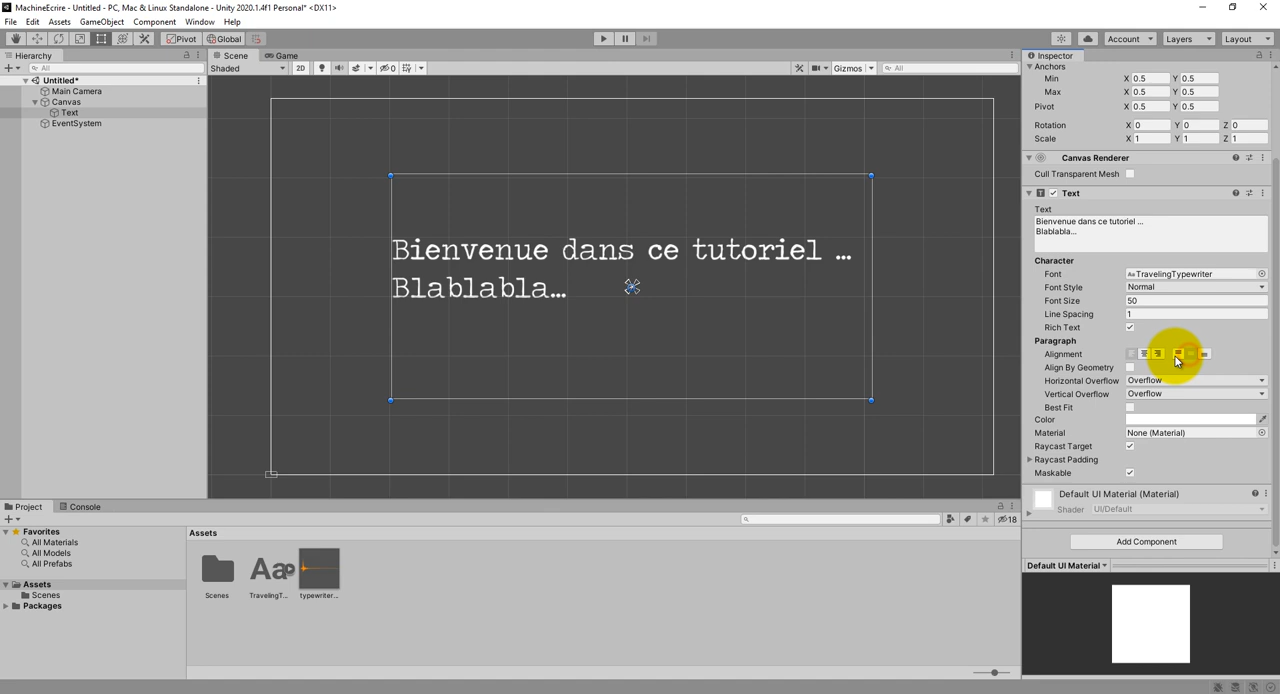 MachineEcrire - Untitled - PC, Mac & Linux Standalone - Unity 2020.1.4f1 Personal* <DX11>
File Edit Assets GameObject Component Window Help
Pivot Global Account Layers Layout
Hierarchy
All
Untitled*
Main Camera
Canvas
Text
EventSystem
Scene Game
Shaded 2D 0 Gizmos All
Bienvenue dans ce tutoriel ...
Blablabla...
Inspector
Anchors
Min X 0.5 Y 0.5
Max X 0.5 Y 0.5
Pivot X 0.5 Y 0.5
Rotation X 0 Y 0 Z 0
Scale X 1 Y 1 Z 1
Canvas Renderer
Cull Transparent Mesh
Text
Text
Bienvenue dans ce tutoriel ...
Blablabla...
Character
Font Aa TravelingTypewriter
Font Style Normal
Font Size 50
Line Spacing 1
Rich Text
Paragraph
Alignment
Align By Geometry
Horizontal Overflow Overflow
Vertical Overflow Overflow
Best Fit
Color
Material None (Material)
Raycast Target
Raycast Padding
Maskable
Default UI Material (Material)
Shader UI/Default
Add Component
Default UI Material
Project Console
18
Favorites
All Materials
All Models
All Prefabs
Assets
Scenes
Packages
Assets
Aa
Scenes TravelingT... typewriter...